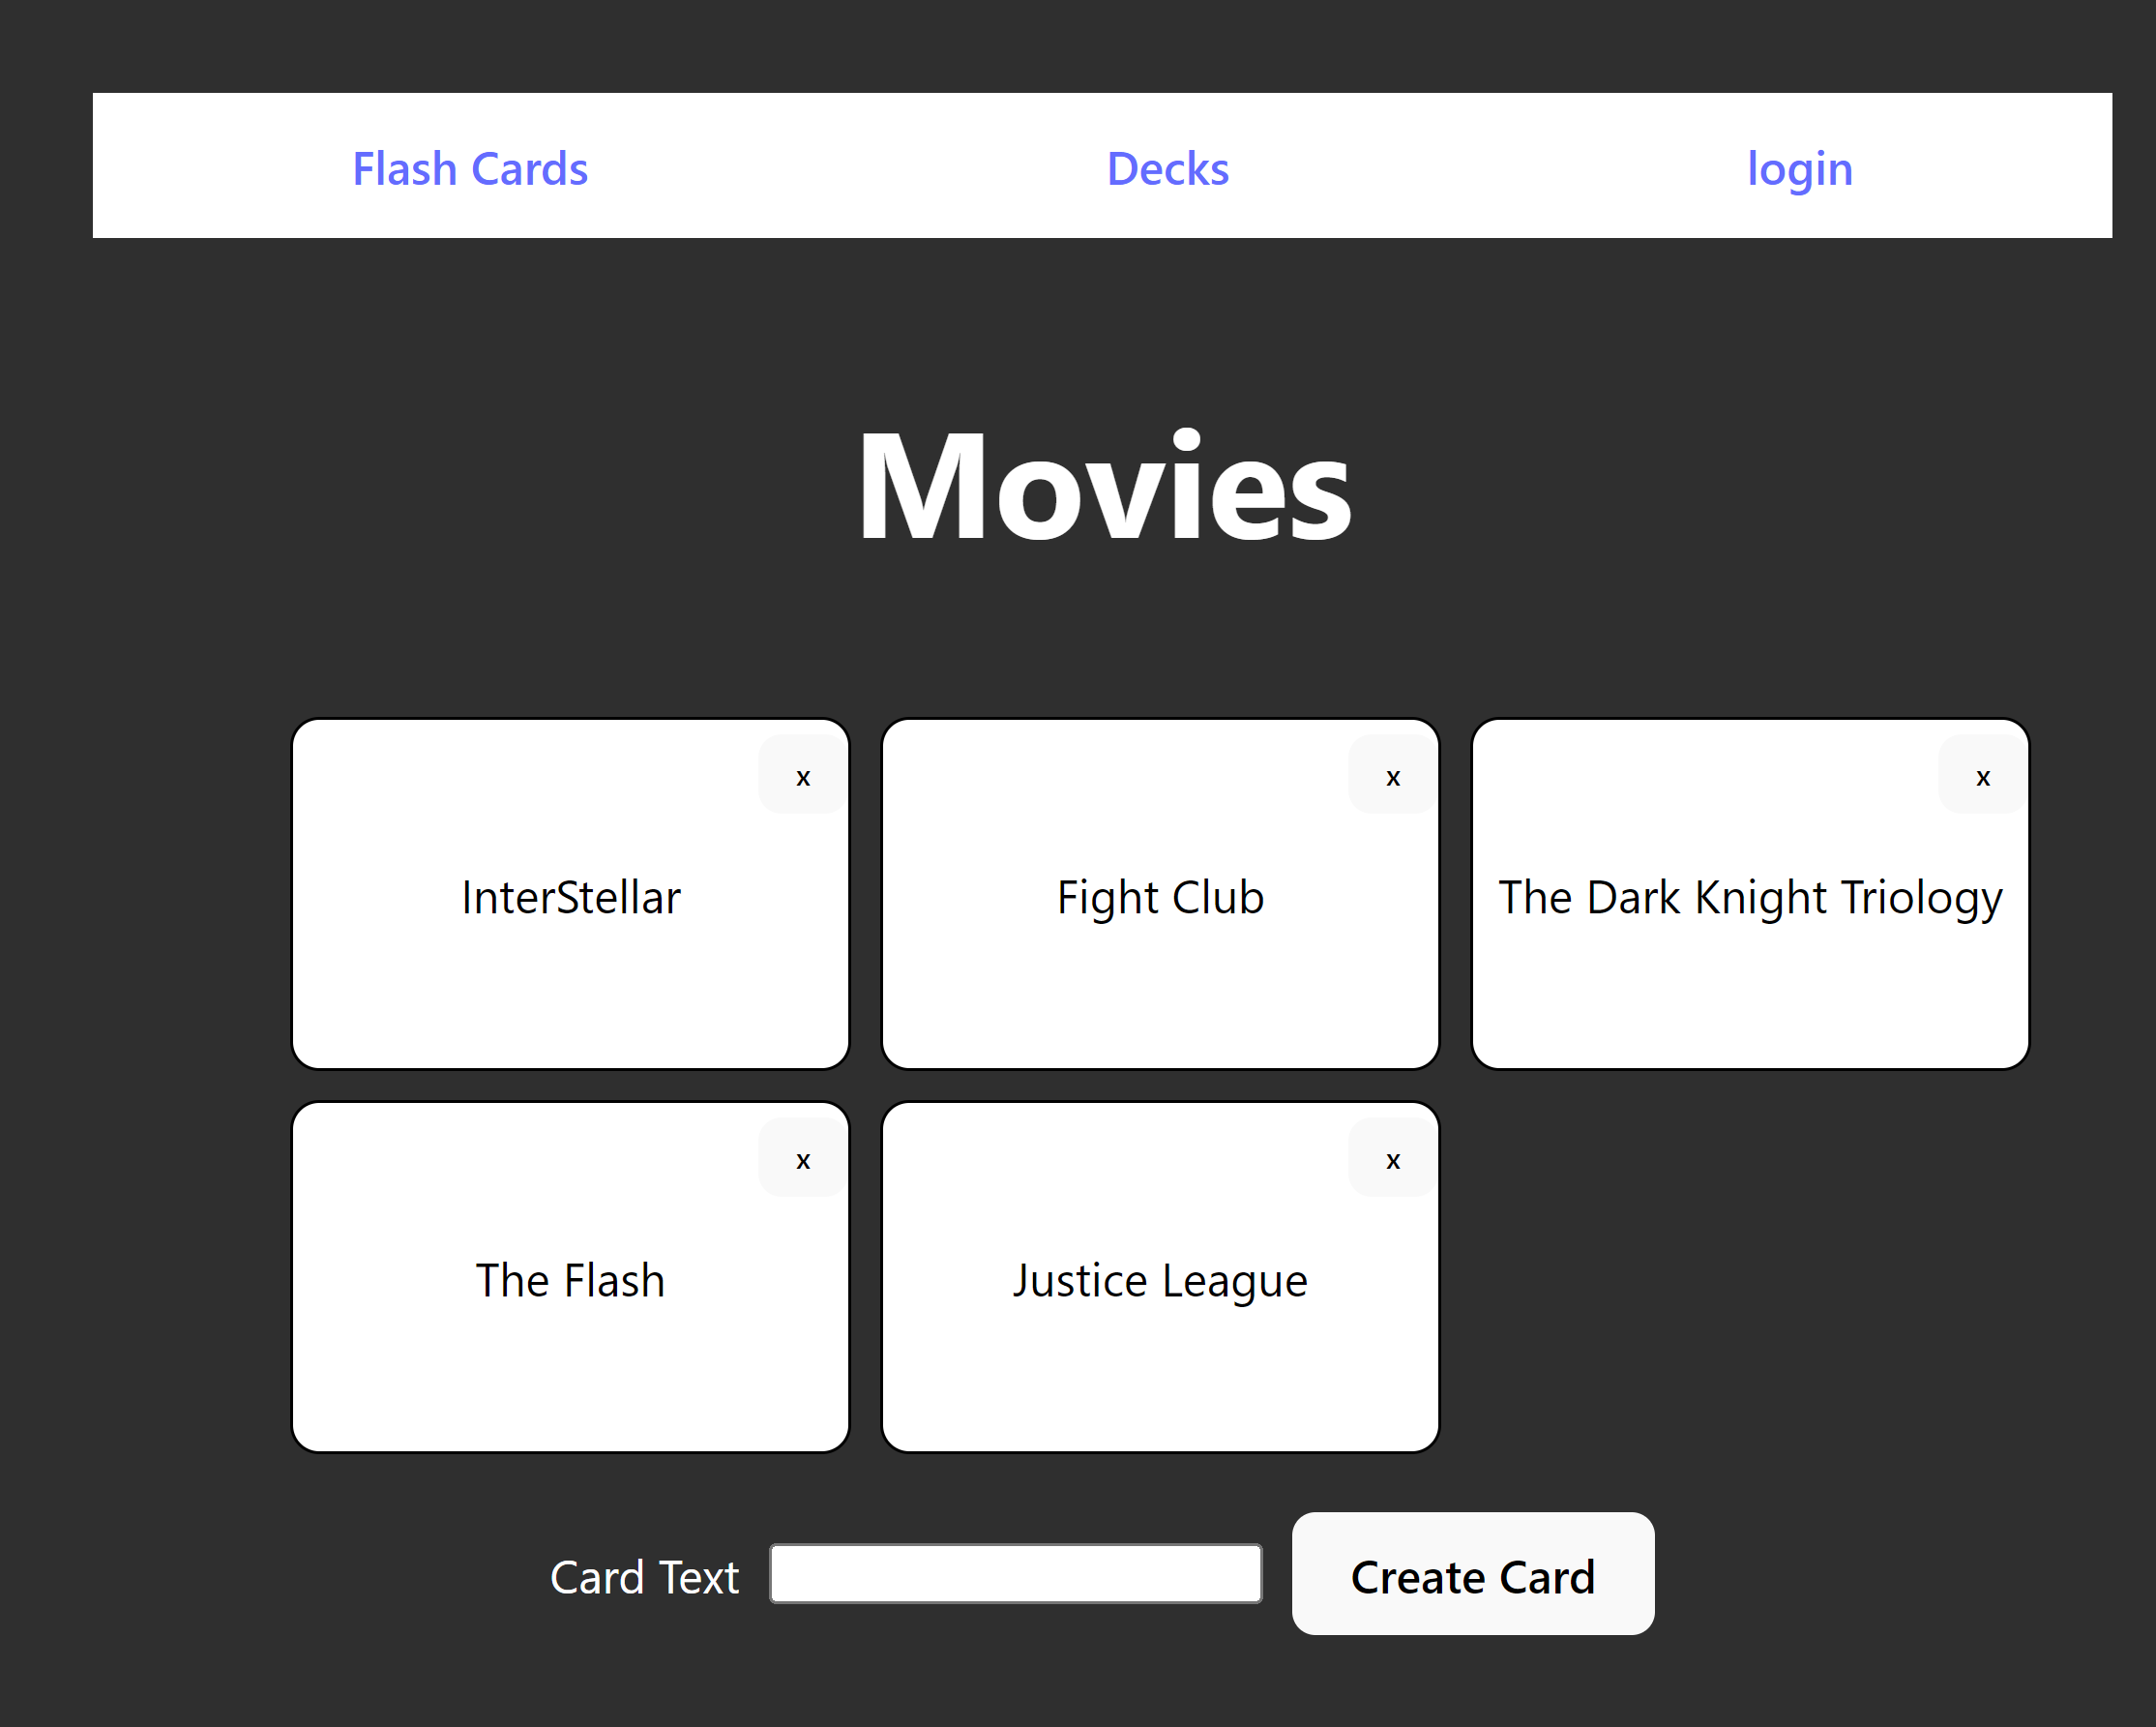 Flash Cards Decks login
Movies
x x x
InterStellar Fight Club The Dark Knight Triology
x x
The Flash Justice League
Card Text Create Card